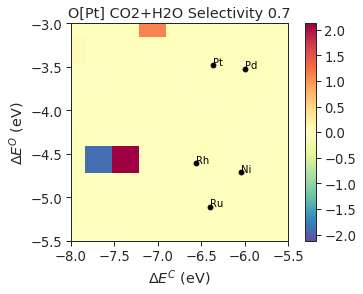 O[Pt] CO2+H2O Selectivity 0.7
−3.0
−3.5
−4.0
−4.5
−5.0
−5.5
ΔE^O (eV)
Pt
Pd
Rh
Ni
Ru
−8.0 −7.5 −7.0 −6.5 −6.0 −5.5
ΔE^C (eV)
2.0
1.5
1.0
0.5
0.0
−0.5
−1.0
−1.5
−2.0